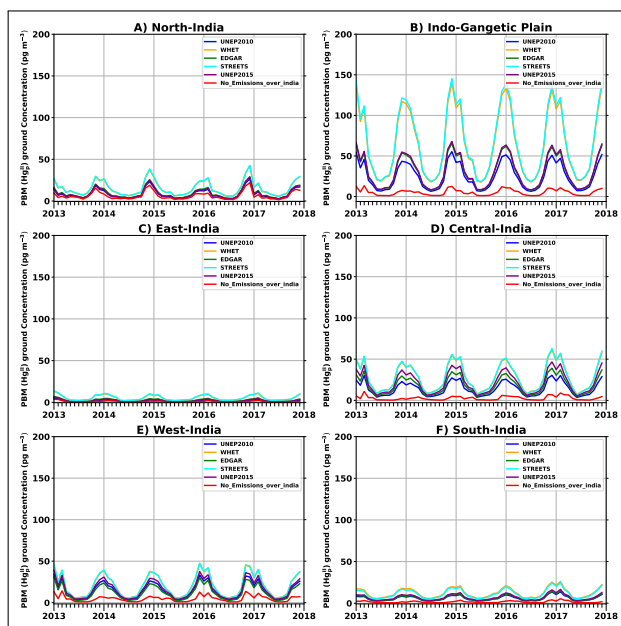 A) North-India
PBM (Hg^{II}_{p}) ground Concentration (pg m⁻³)
200
150
100
50
0
2013 2014 2015 2016 2017 2018
UNEP2010
WHET
EDGAR
STREETS
UNEP2015
No_Emissions_over_india
B) Indo-Gangetic Plain
PBM (Hg^{II}_{p}) ground Concentration (pg m⁻³)
200
150
100
50
0
2013 2014 2015 2016 2017 2018
UNEP2010
WHET
EDGAR
STREETS
UNEP2015
No_Emissions_over_india
C) East-India
PBM (Hg^{II}_{p}) ground Concentration (pg m⁻³)
200
150
100
50
0
2013 2014 2015 2016 2017 2018
UNEP2010
WHET
EDGAR
STREETS
UNEP2015
No_Emissions_over_india
D) Central-India
PBM (Hg^{II}_{p}) ground Concentration (pg m⁻³)
200
150
100
50
0
2013 2014 2015 2016 2017 2018
UNEP2010
WHET
EDGAR
STREETS
UNEP2015
No_Emissions_over_india
E) West-India
PBM (Hg^{II}_{p}) ground Concentration (pg m⁻³)
200
150
100
50
0
2013 2014 2015 2016 2017 2018
UNEP2010
WHET
EDGAR
STREETS
UNEP2015
No_Emissions_over_india
F) South-India
PBM (Hg^{II}_{p}) ground Concentration (pg m⁻³)
200
150
100
50
0
2013 2014 2015 2016 2017 2018
UNEP2010
WHET
EDGAR
STREETS
UNEP2015
No_Emissions_over_india